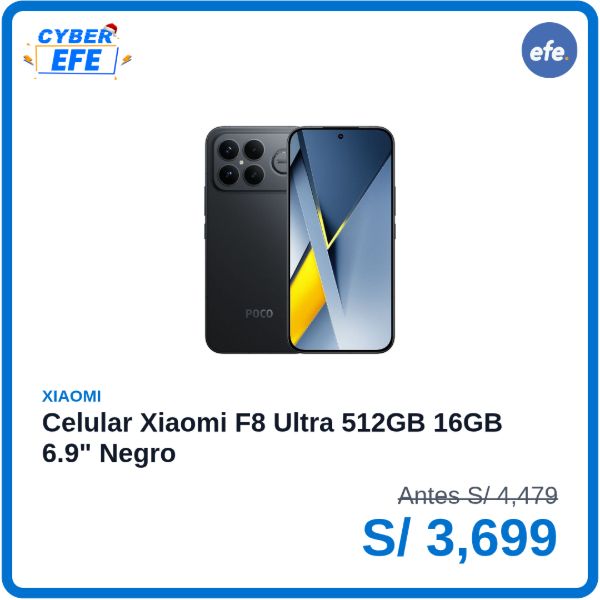 CYBER
EFE
efe.
POCO
XIAOMI
Celular Xiaomi F8 Ultra 512GB 16GB
6.9" Negro
Antes S/ 4,479
S/ 3,699